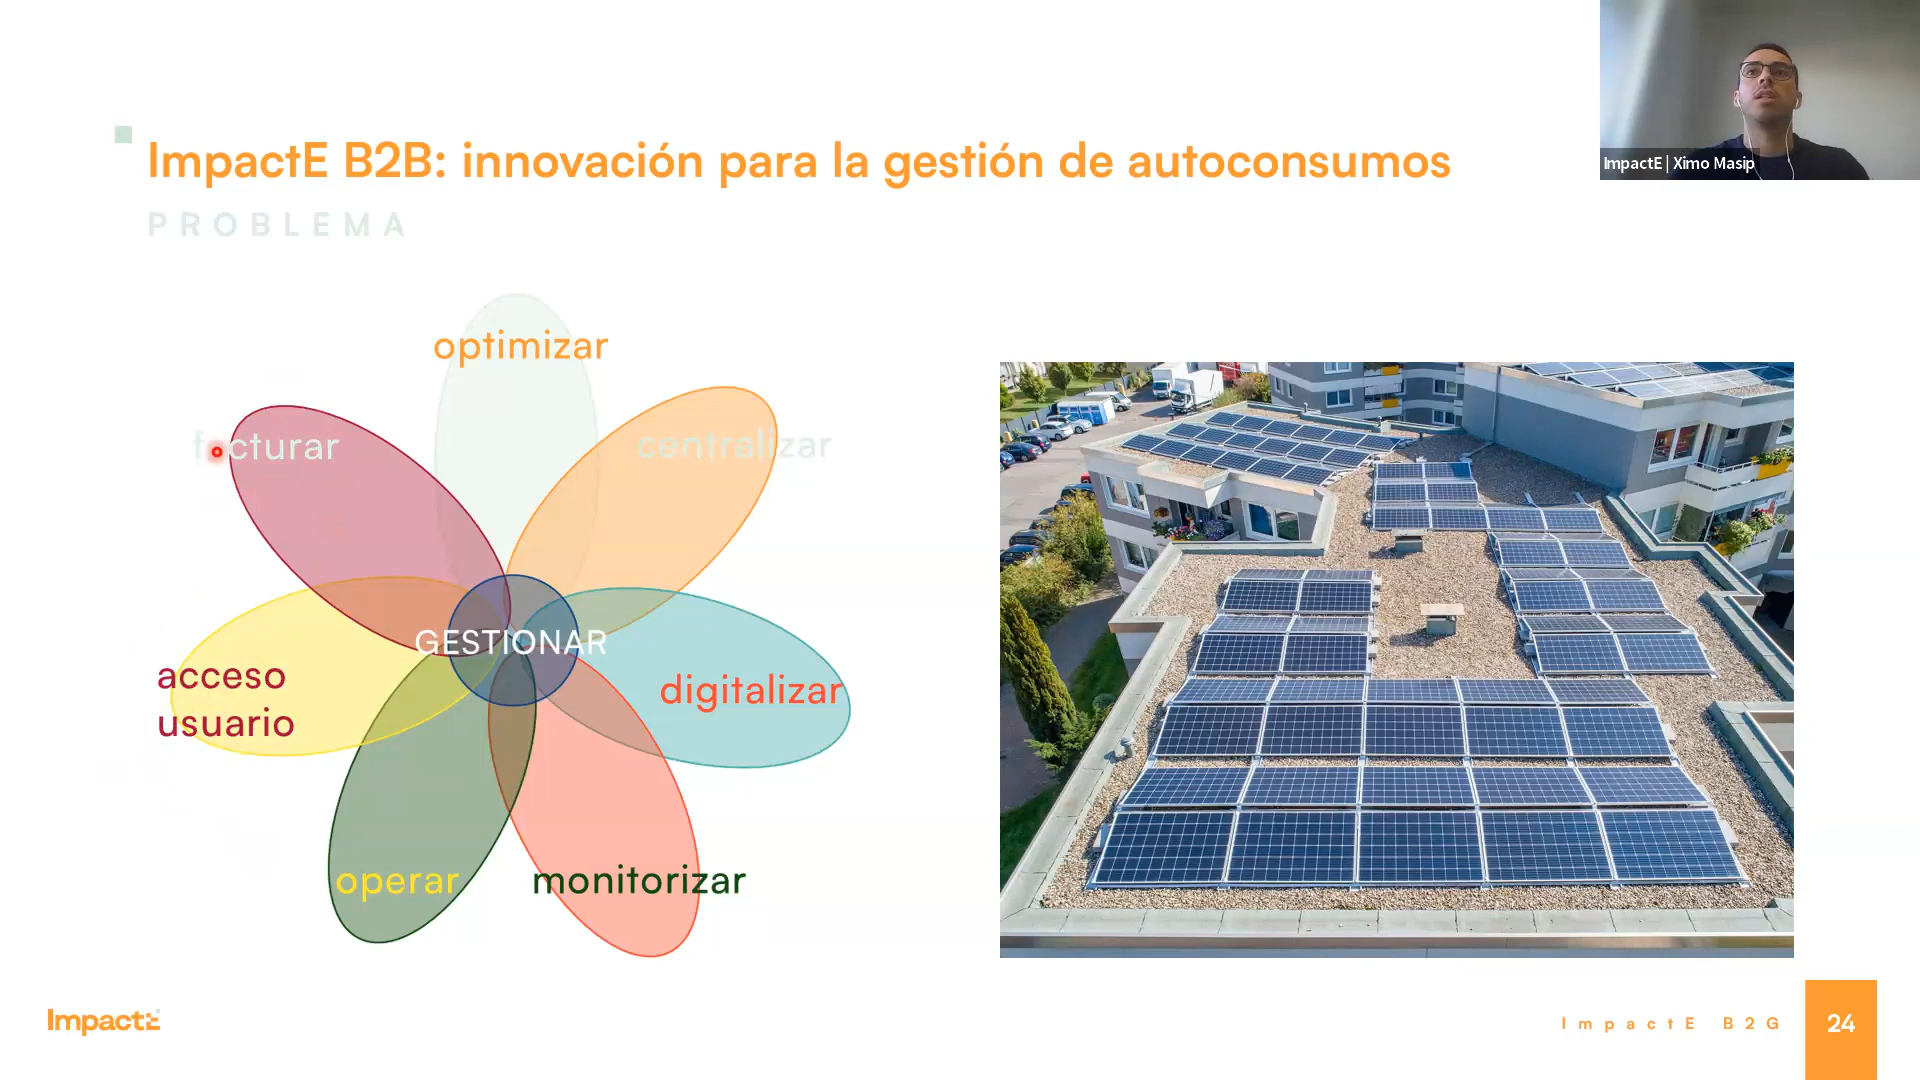 ImpactE | Ximo Masip
ImpactE B2B: innovación para la gestión de autoconsumos
PROBLEMA
optimizar
facturar
centralizar
GESTIONAR
acceso
usuario
digitalizar
operar
monitorizar
ImpactE
ImpactE B2G
24